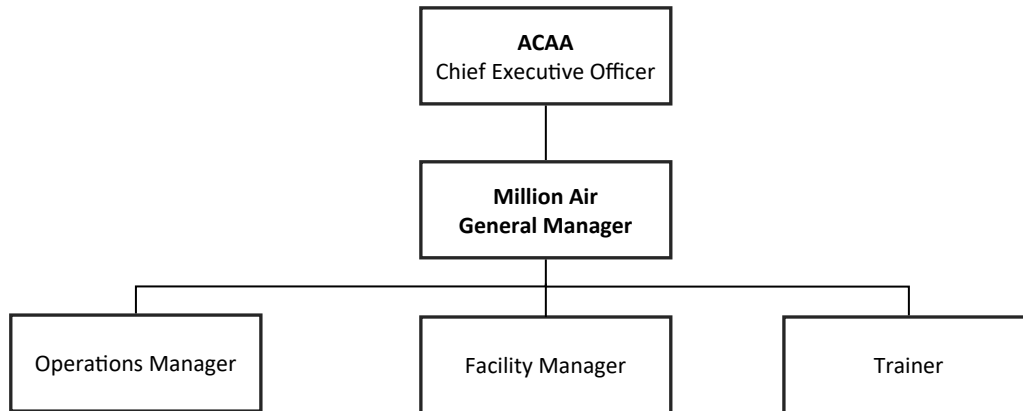 ACAA
Chief Executive Officer
Million Air
General Manager
Operations Manager
Facility Manager
Trainer